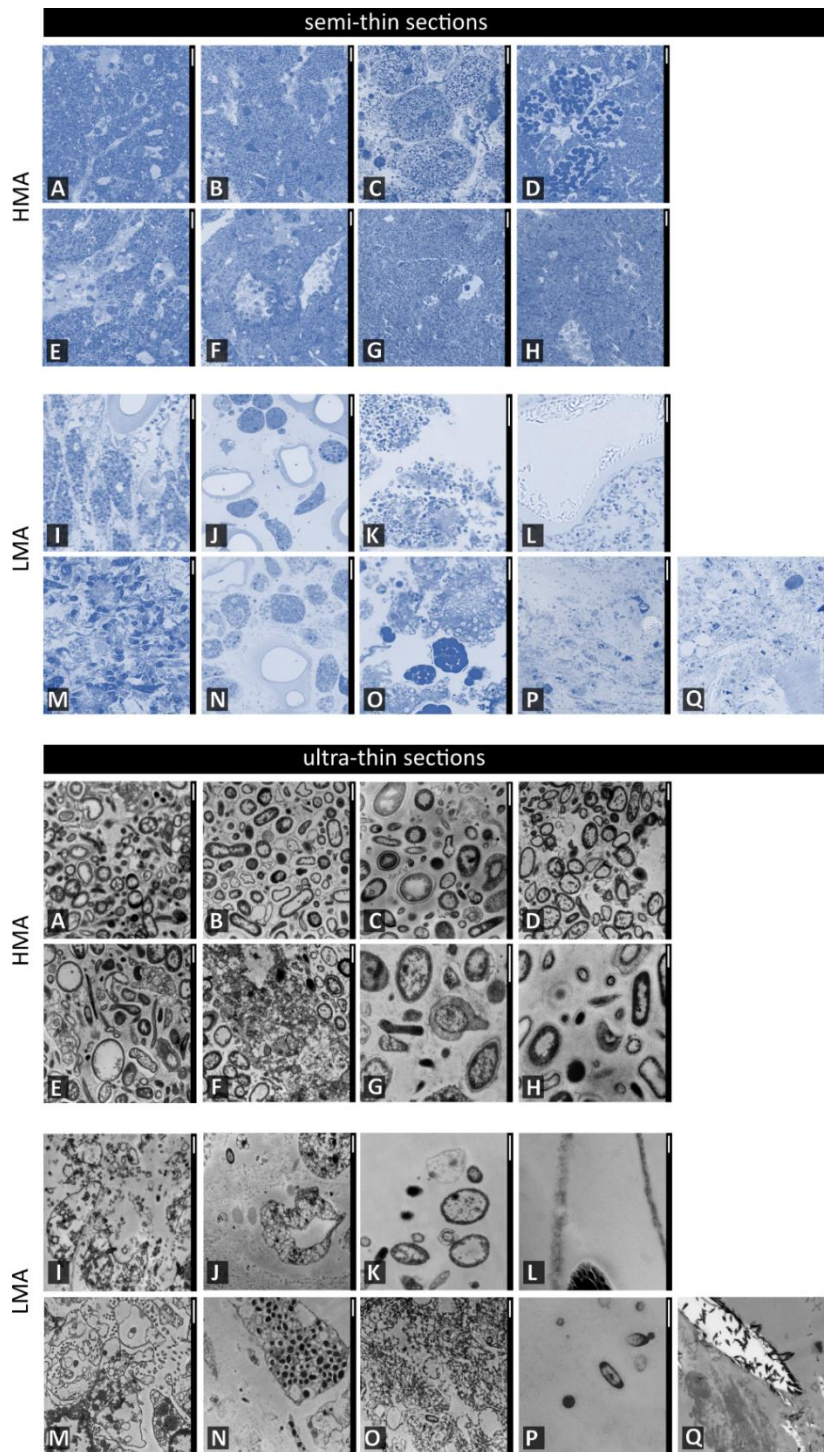 semi-thin sections
HMA
A B C D
E F G H
LMA
I J K L
M N O P Q
ultra-thin sections
HMA
A B C D
E F G H
LMA
I J K L
M N O P Q